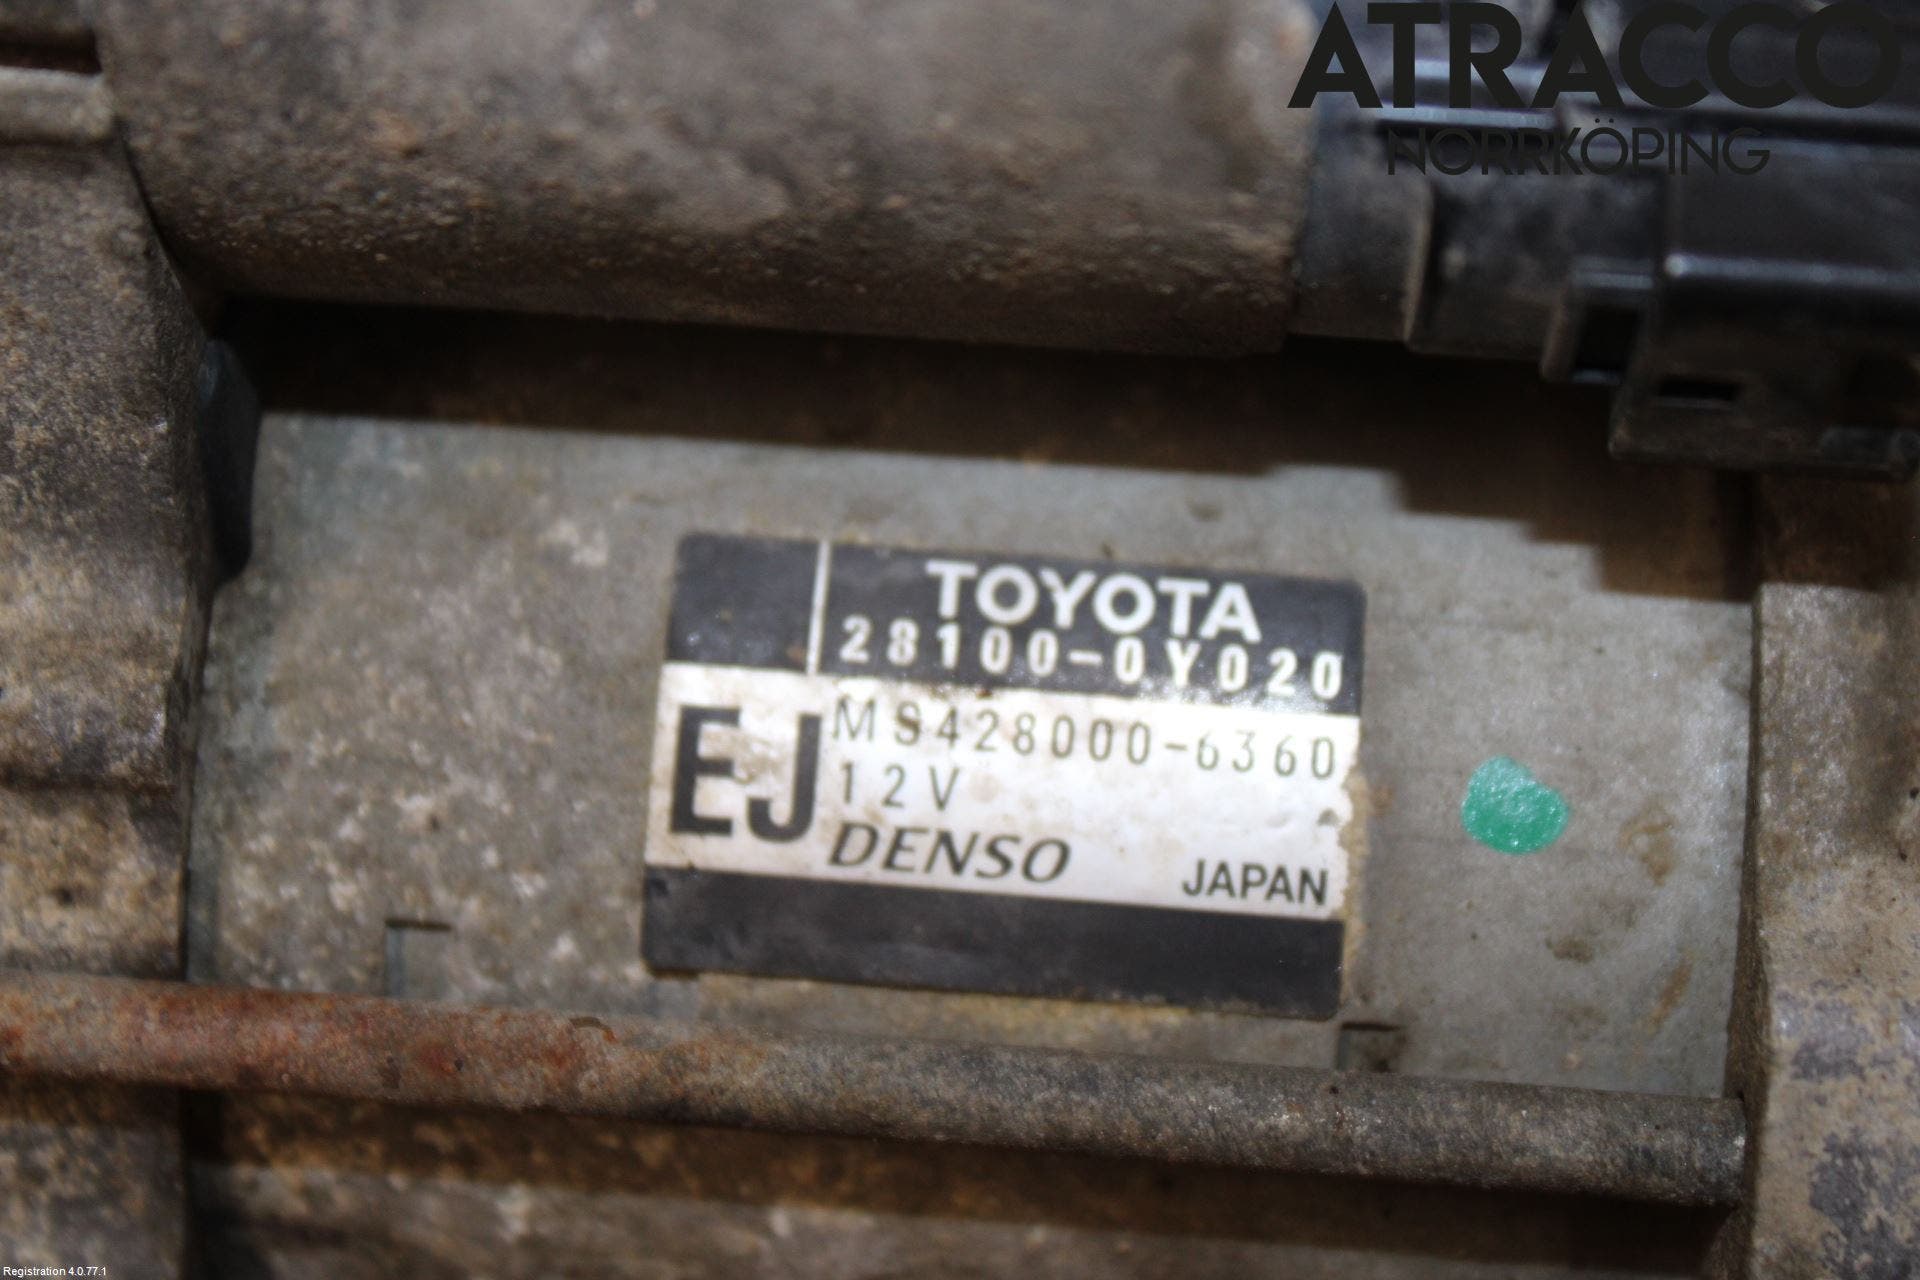 ATRACCO
NORRKÖPING
TOYOTA
28100-0Y020
EJ
MS428000-6360
12V
DENSO
JAPAN
Registration 4.0.77.1